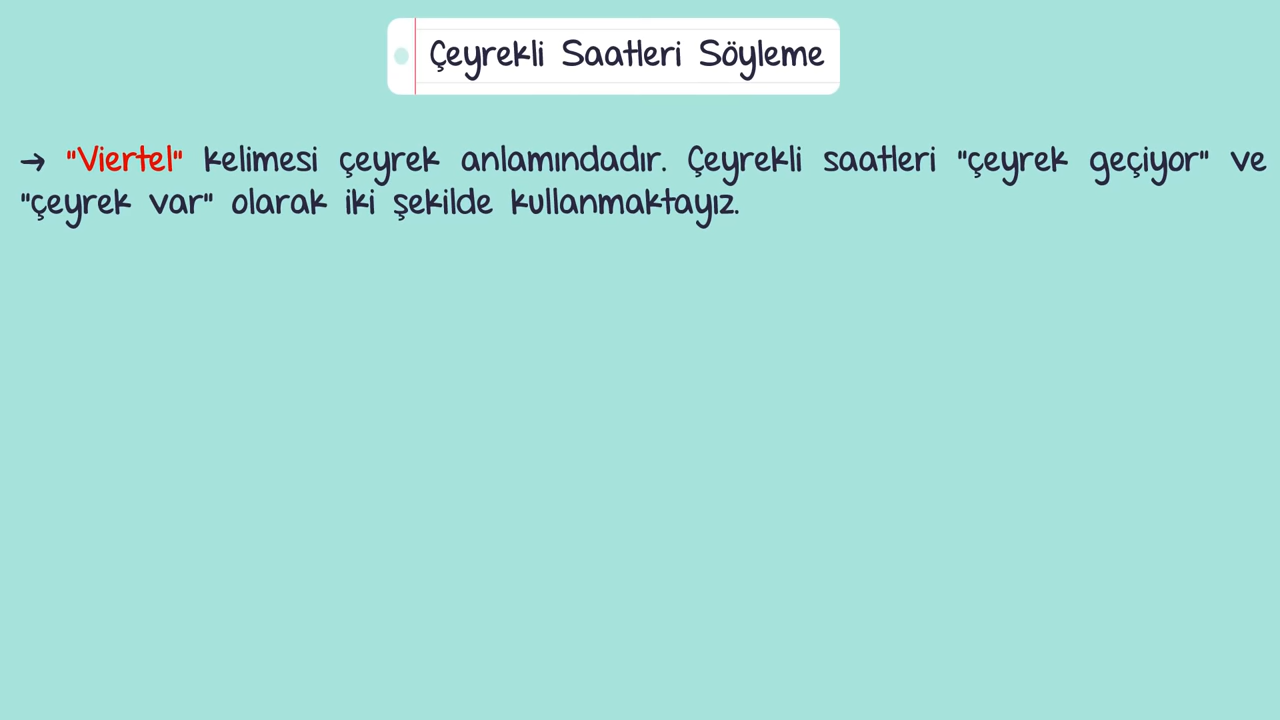 Çeyrekli Saatleri Söyleme
→ "Viertel" kelimesi çeyrek anlamındadır. Çeyrekli saatleri "çeyrek geçiyor" ve
"çeyrek var" olarak iki şekilde kullanmaktayız.